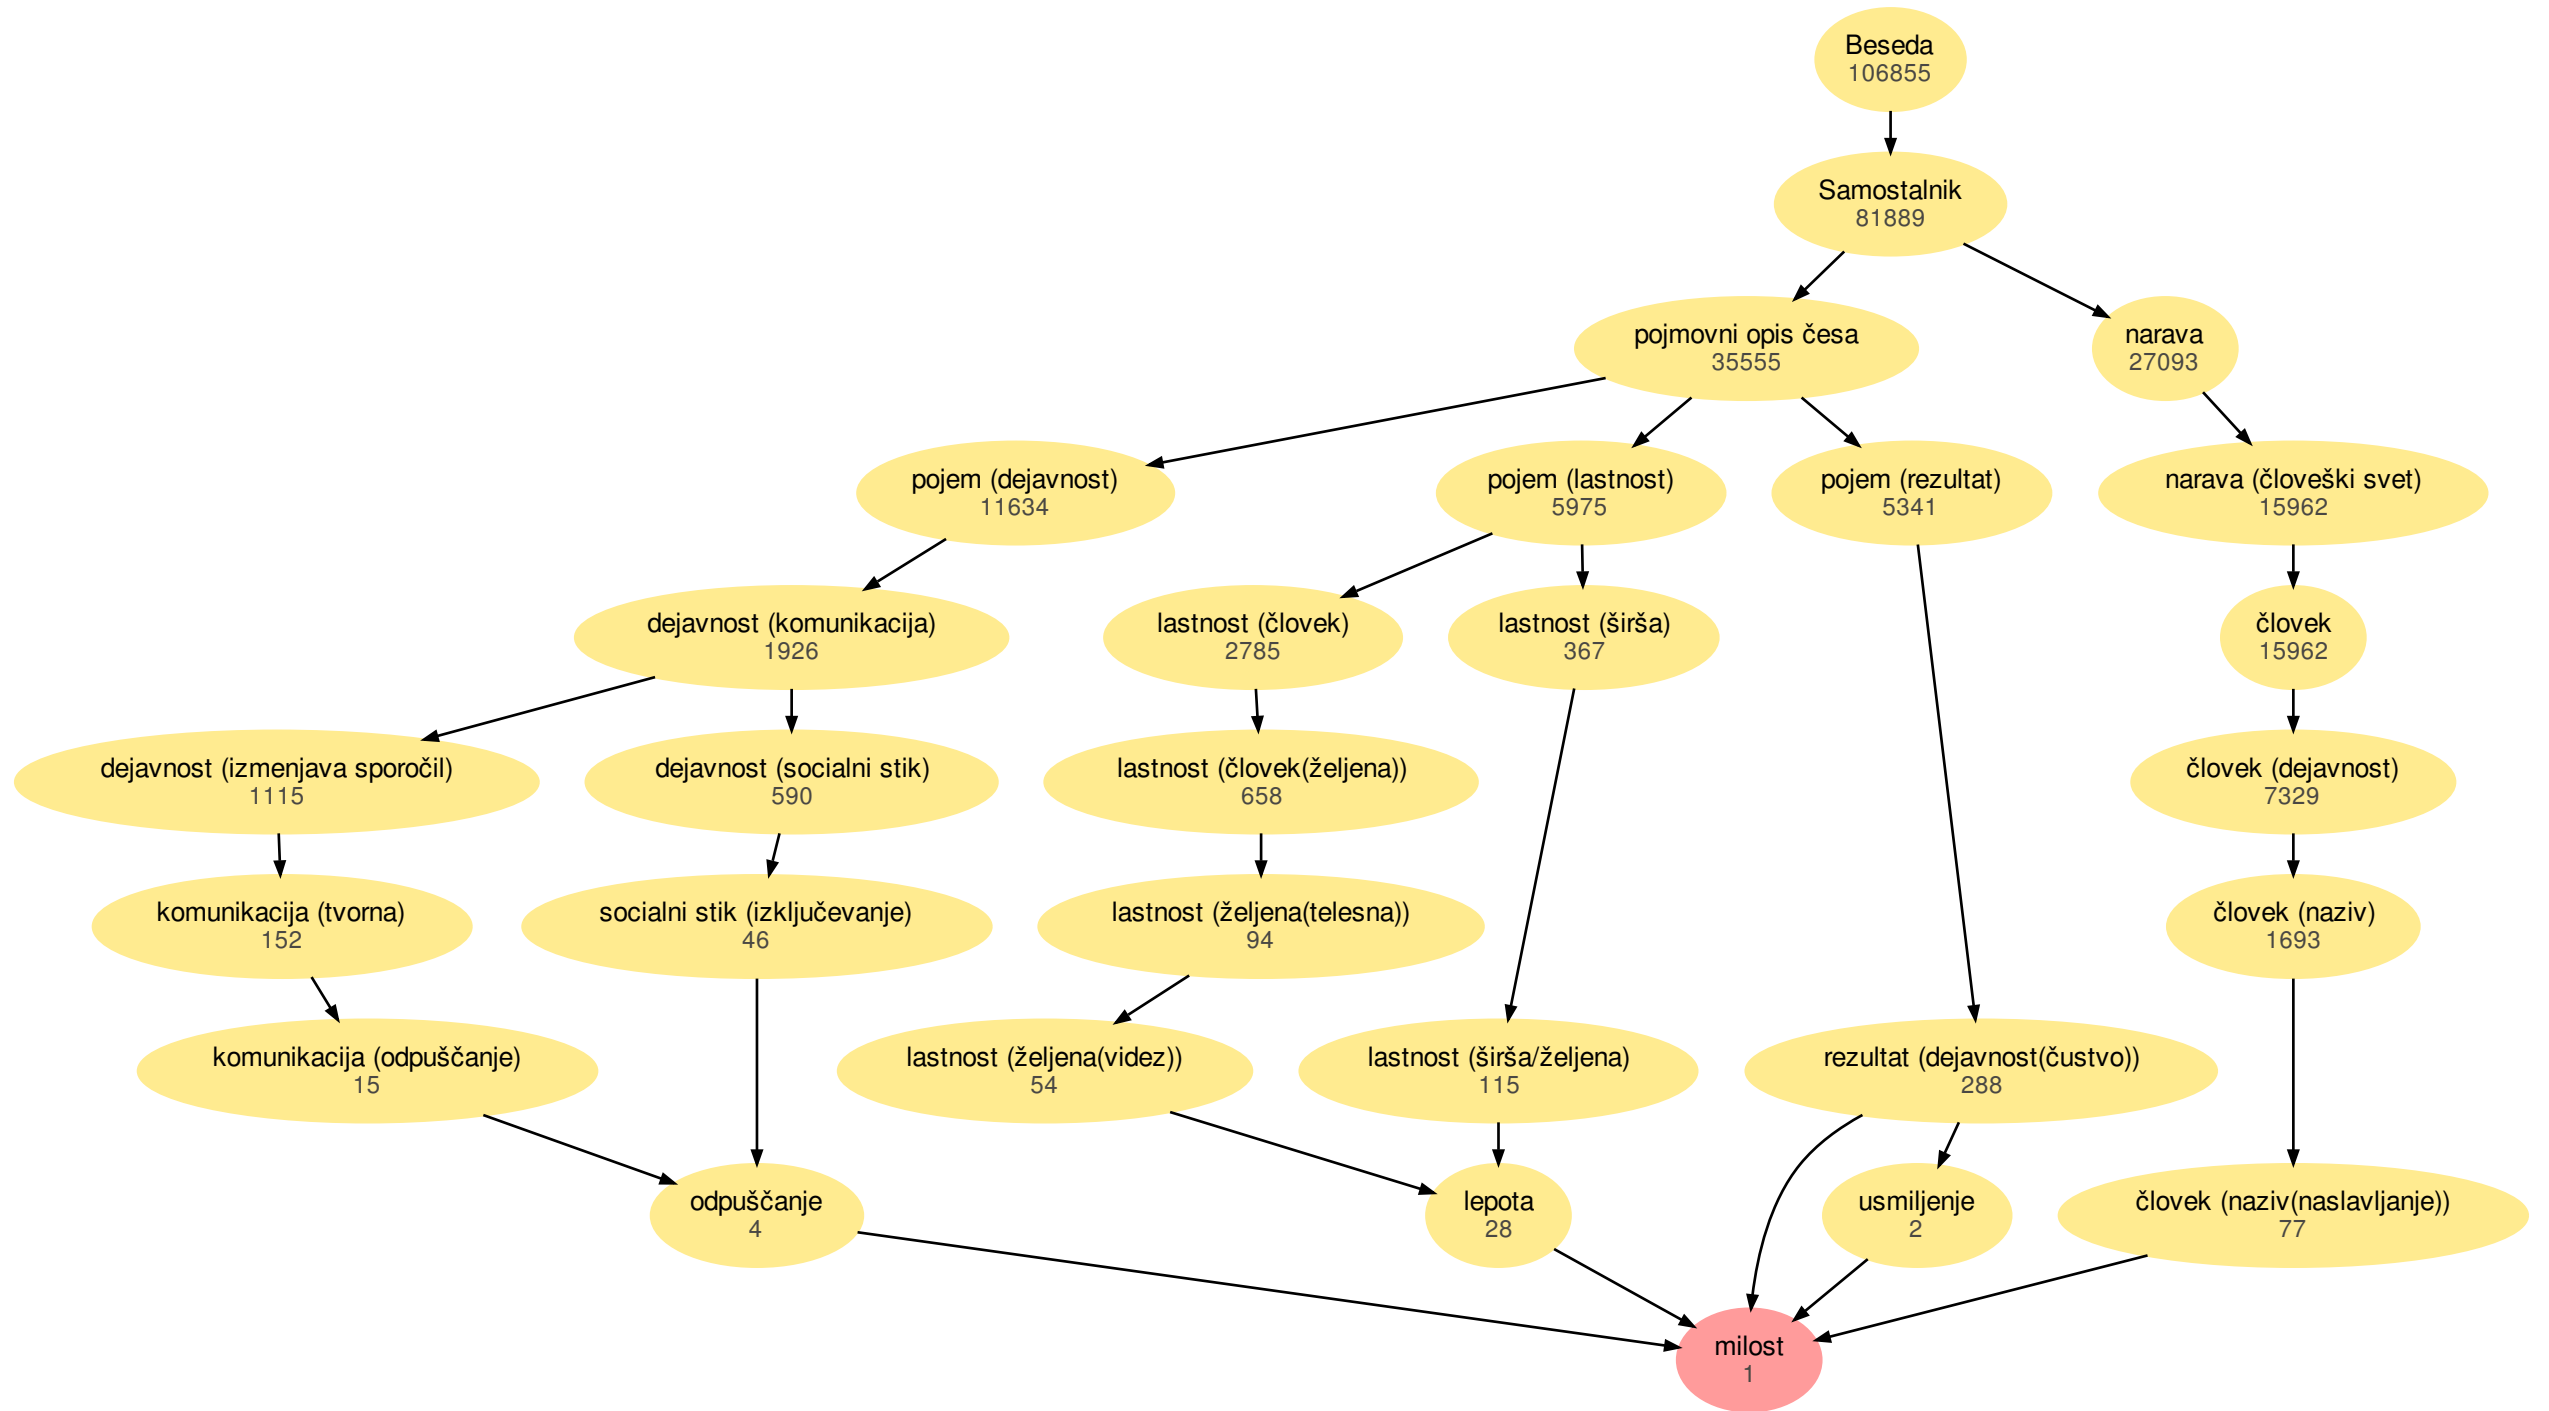 Beseda
106855
Samostalnik
81889
pojmovni opis česa
35555
narava
27093
pojem (dejavnost)
11634
pojem (lastnost)
5975
pojem (rezultat)
5341
narava (človeški svet)
15962
dejavnost (komunikacija)
1926
lastnost (človek)
2785
lastnost (širša)
367
človek
15962
dejavnost (izmenjava sporočil)
1115
dejavnost (socialni stik)
590
lastnost (človek(željena))
658
človek (dejavnost)
7329
komunikacija (tvorna)
152
socialni stik (izključevanje)
46
lastnost (željena(telesna))
94
človek (naziv)
1693
komunikacija (odpuščanje)
15
lastnost (željena(videz))
54
lastnost (širša/željena)
115
rezultat (dejavnost(čustvo))
288
odpuščanje
4
lepota
28
usmiljenje
2
človek (naziv(naslavljanje))
77
milost
1